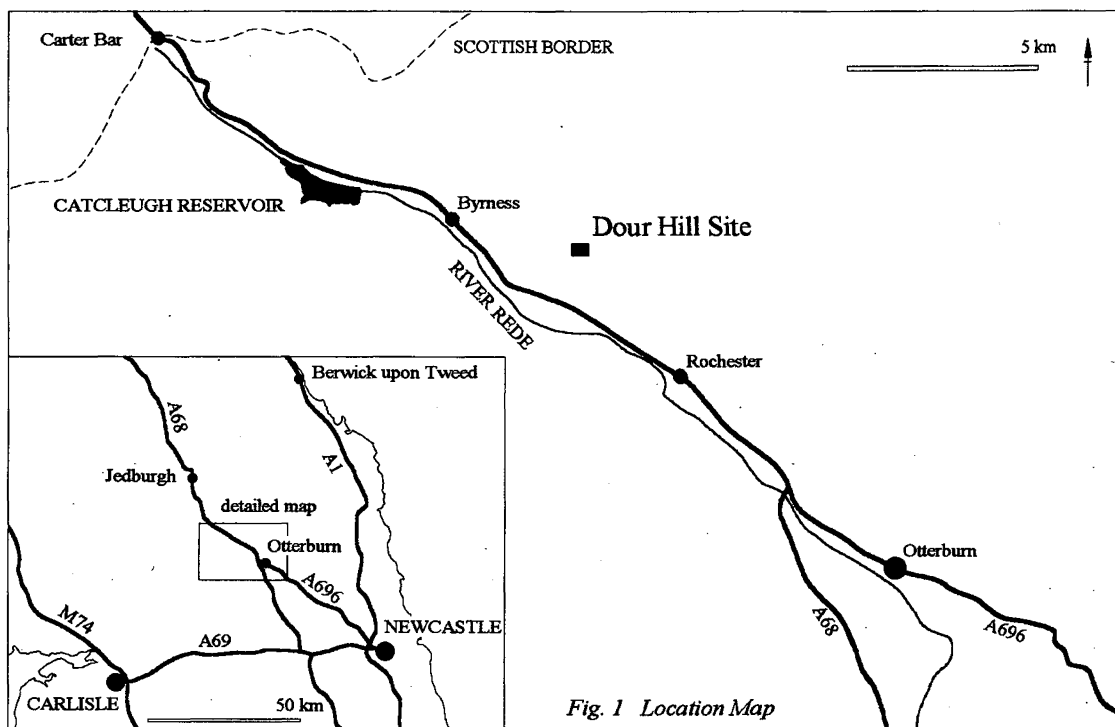 Carter Bar
SCOTTISH BORDER
5 km
CATCLEUGH RESERVOIR
Byrness
Dour Hill Site
RIVER REDE
Rochester
Otterburn
A68
A696
Berwick upon Tweed
A68
A1
Jedburgh
detailed map
Otterburn
A696
M74
A69
NEWCASTLE
CARLISLE
50 km
Fig. 1 Location Map